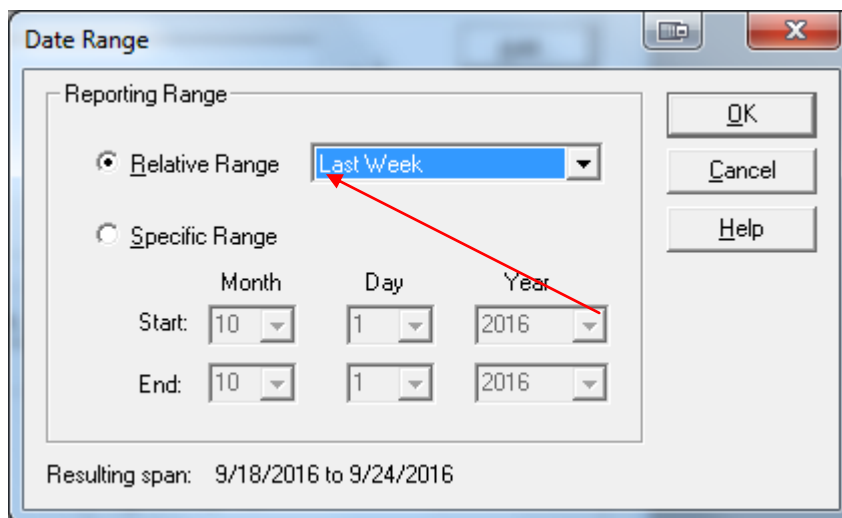 Date Range
Reporting Range
OK
Relative Range Last Week
Cancel
Specific Range
Help
Month Day Year
Start: 10 1 2016
End: 10 1 2016
Resulting span: 9/18/2016 to 9/24/2016